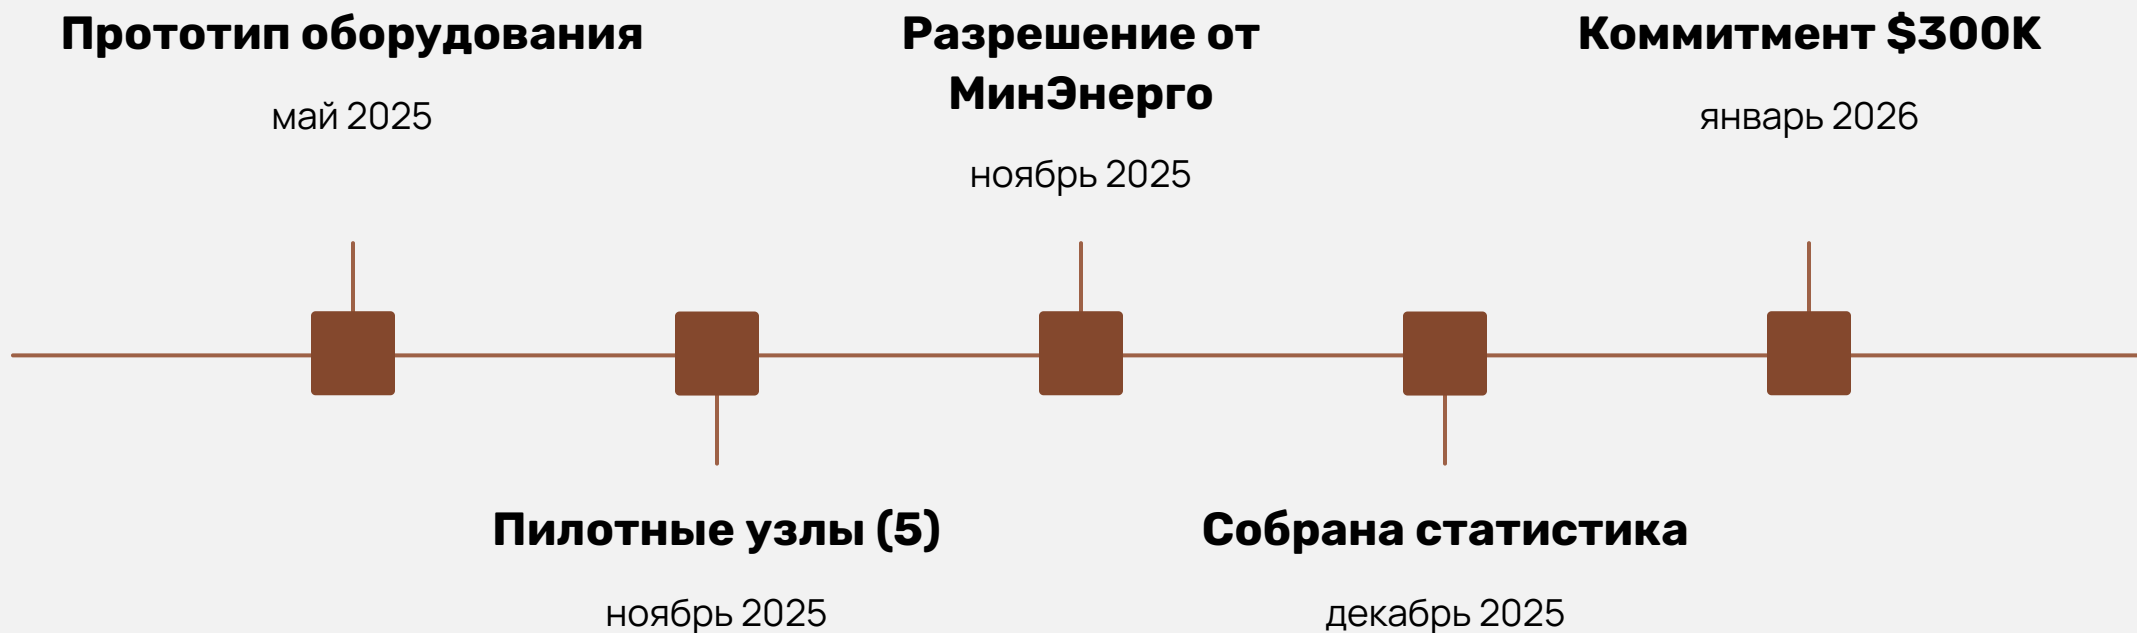 Прототип оборудования
май 2025
Разрешение от
МинЭнерго
ноябрь 2025
Коммитмент $300K
январь 2026
Пилотные узлы (5)
ноябрь 2025
Собрана статистика
декабрь 2025